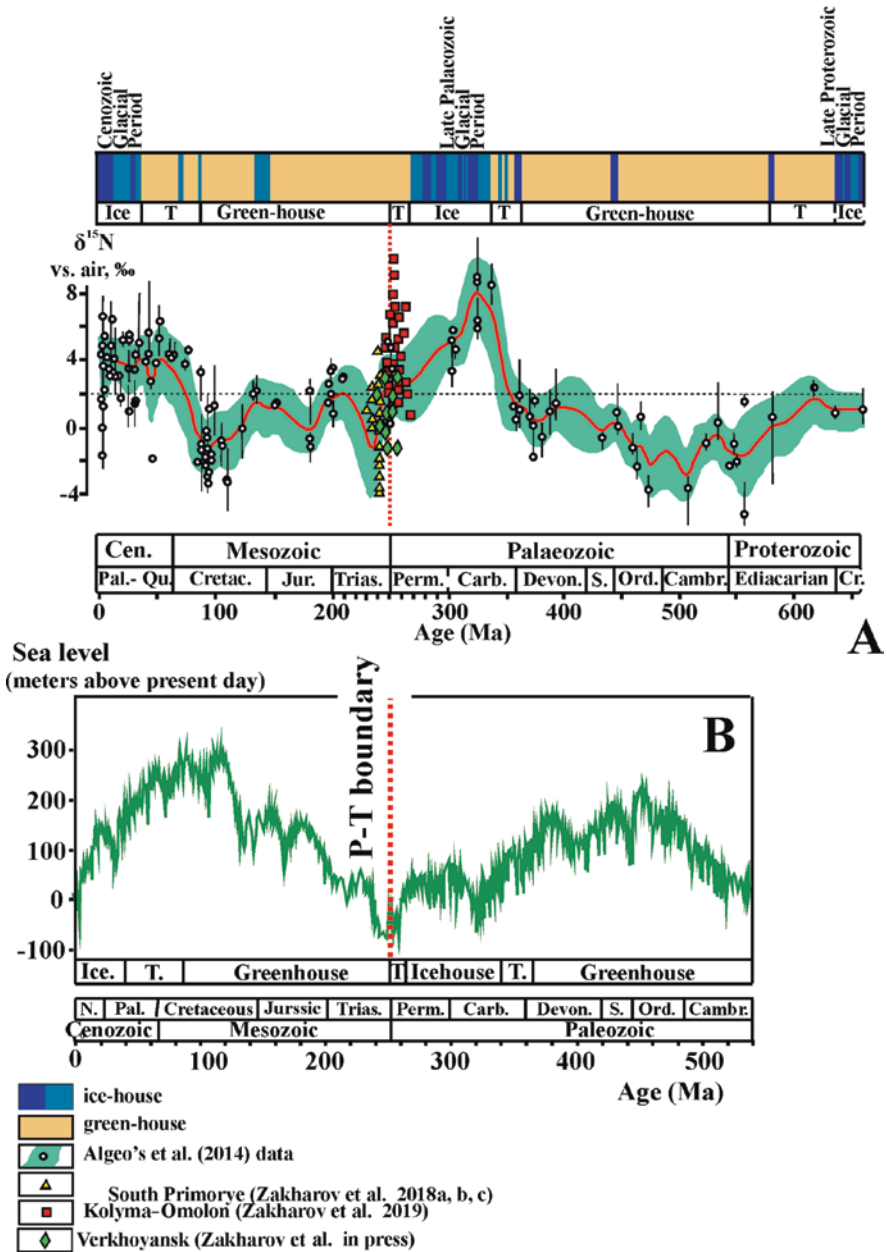 Cenozoic
Glacial
Period
Late Palaeozoic
Glacial
Period
Late Proterozoic
Glacial
Period
Ice T Green-house T Ice T Green-house T Ice
δ15N
vs. air, ‰
8
4
0
-4
Cen. Mesozoic Palaeozoic Proterozoic
Pal.- Qu. Cretac. Jur. Trias. Perm. Carb. Devon. S. Ord. Cambr. Ediacarian Cr.
0 100 200 300 400 500 600
Age (Ma)
A
Sea level
(meters above present day)
P-T boundary
B
300
200
100
0
-100
Ice. T. Greenhouse T Icehouse T. Greenhouse
N. Pal. Cretaceous Jurssic Trias. Perm. Carb. Devon. S. Ord. Cambr.
Cenozoic Mesozoic Paleozoic
0 100 200 300 400 500
Age (Ma)
ice-house
green-house
Algeo's et al. (2014) data
South Primorye (Zakharov et al. 2018a, b, c)
Kolyma-Omolon (Zakharov et al. 2019)
Verkhoyansk (Zakharov et al. in press)